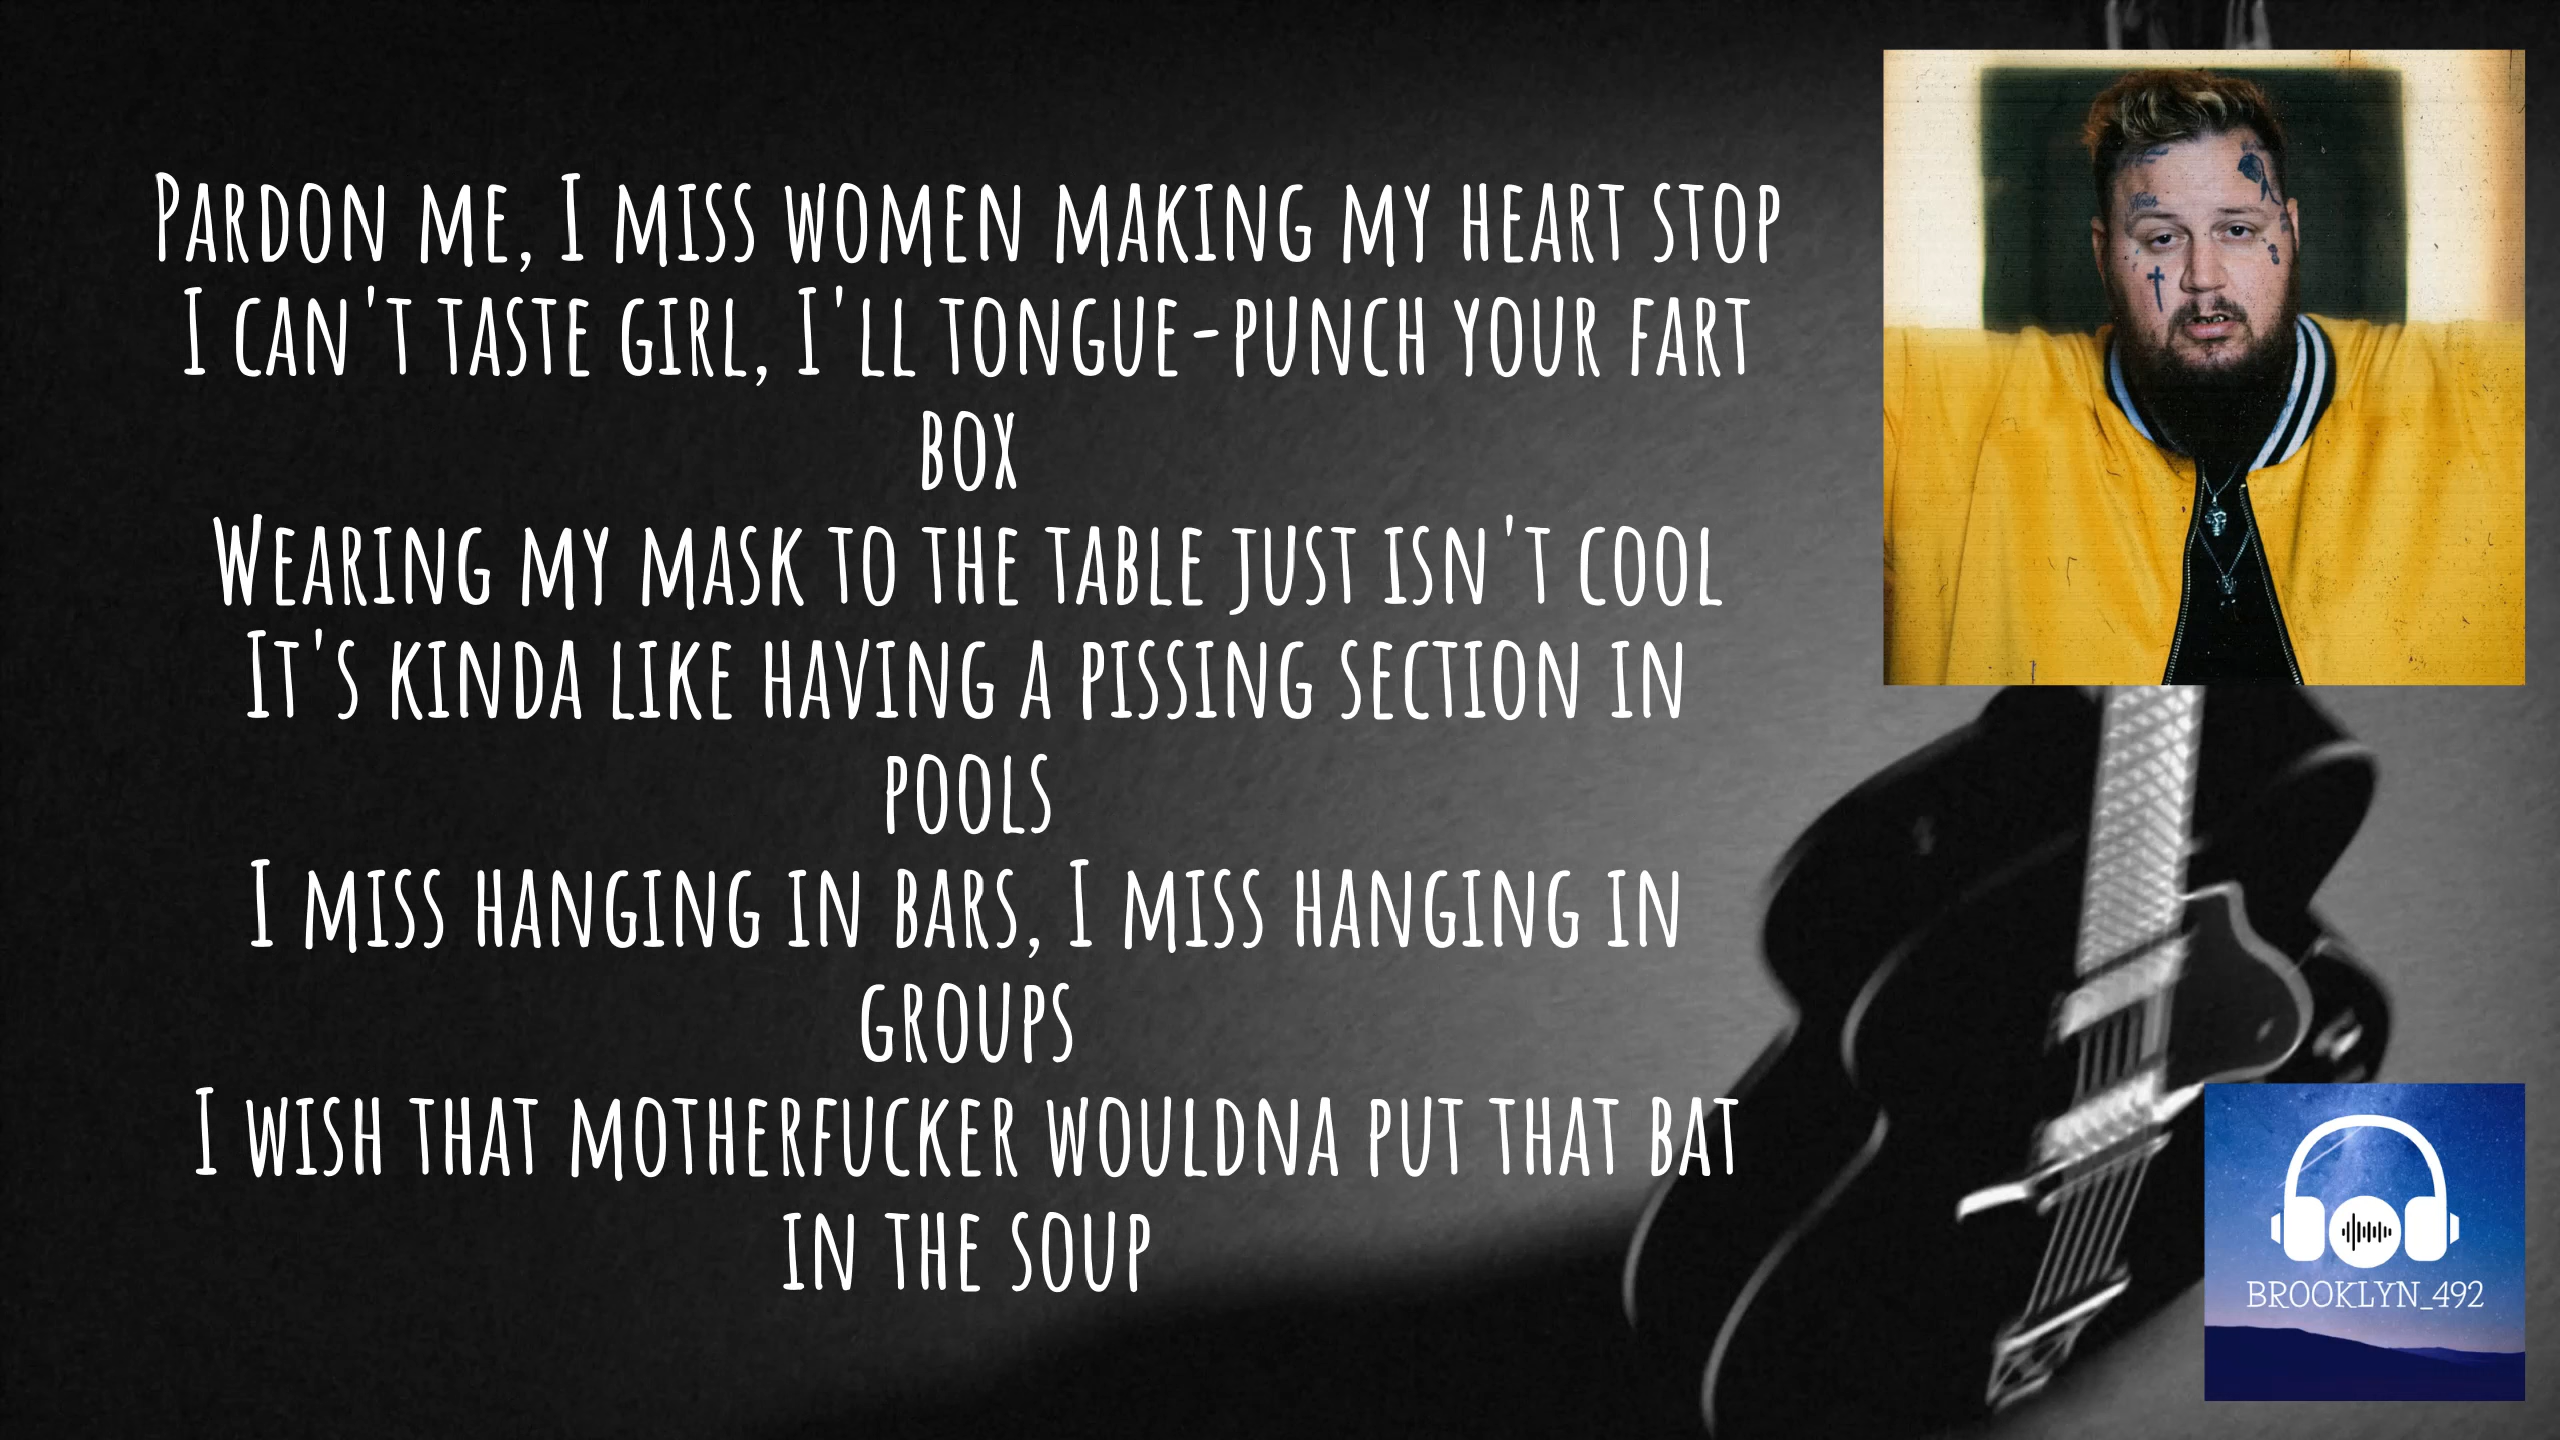 Pardon me, I miss women making my heart stop
I can't taste girl, I'll tongue-punch your fart
box
Wearing my mask to the table just isn't cool
It's kinda like having a pissing section in
pools
I miss hanging in bars, I miss hanging in
groups
I wish that motherfucker wouldna put that bat
in the soup
BROOKLYN_492